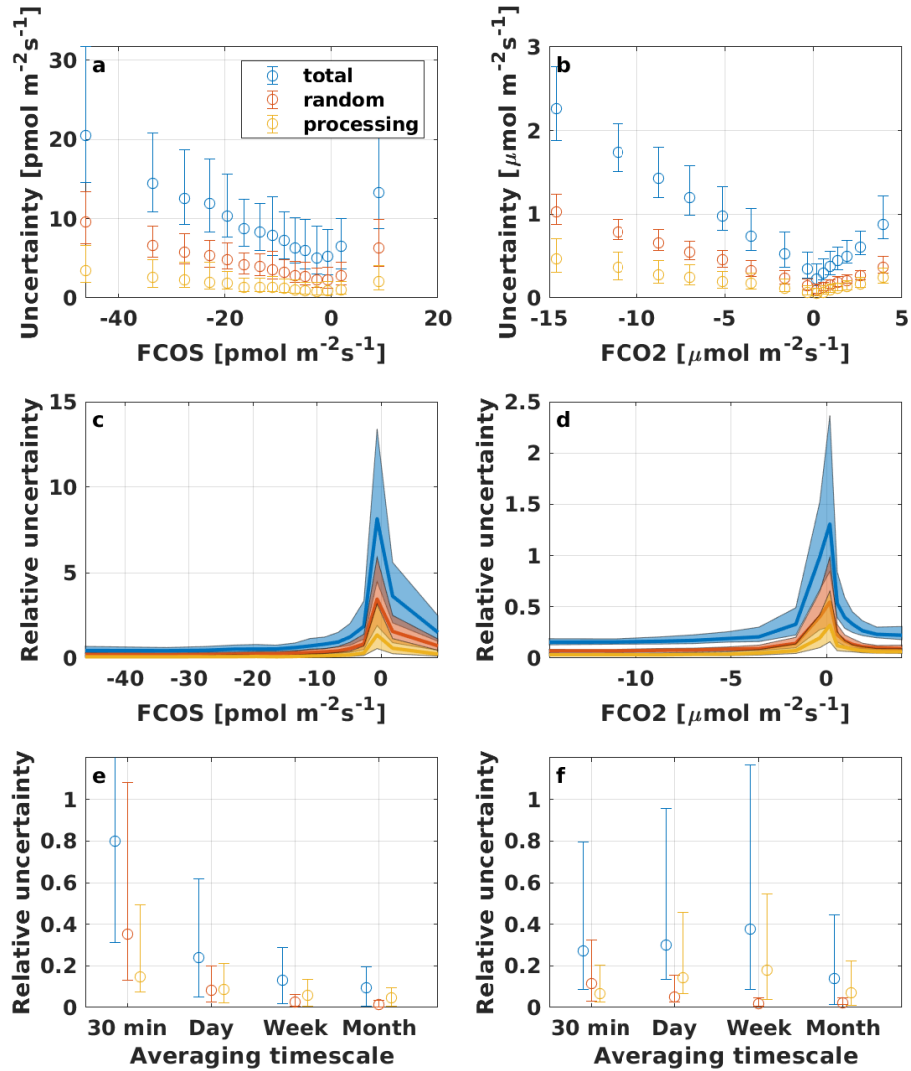 a
total
random
processing
Uncertainty [pmol m⁻²s⁻¹]
30
20
10
0
-40
-20
0
20
FCOS [pmol m⁻²s⁻¹]
b
Uncertainty [μmol m⁻²s⁻¹]
3
2
1
0
-15
-10
-5
0
5
FCO2 [μmol m⁻²s⁻¹]
c
Relative uncertainty
15
10
5
0
-40
-30
-20
-10
0
FCOS [pmol m⁻²s⁻¹]
d
Relative uncertainty
2.5
2
1.5
1
0.5
0
-10
-5
0
FCO2 [μmol m⁻²s⁻¹]
e
Relative uncertainty
1
0.8
0.6
0.4
0.2
0
30 min
Day
Week
Month
Averaging timescale
f
Relative uncertainty
1
0.8
0.6
0.4
0.2
0
30 min
Day
Week
Month
Averaging timescale